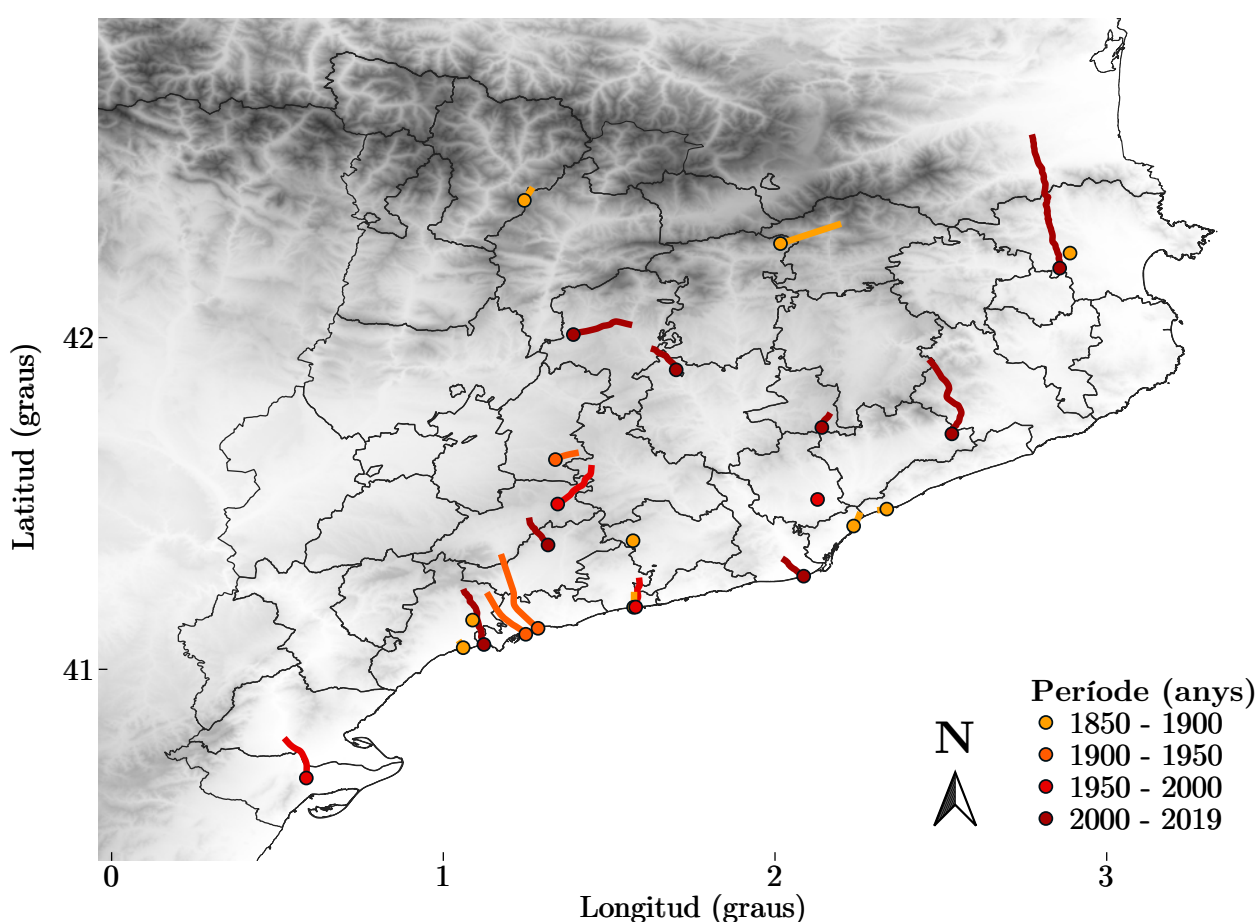 Latitud (graus)
42
41
N
Període (anys)
1850 - 1900
1900 - 1950
1950 - 2000
2000 - 2019
0
1
2
3
Longitud (graus)